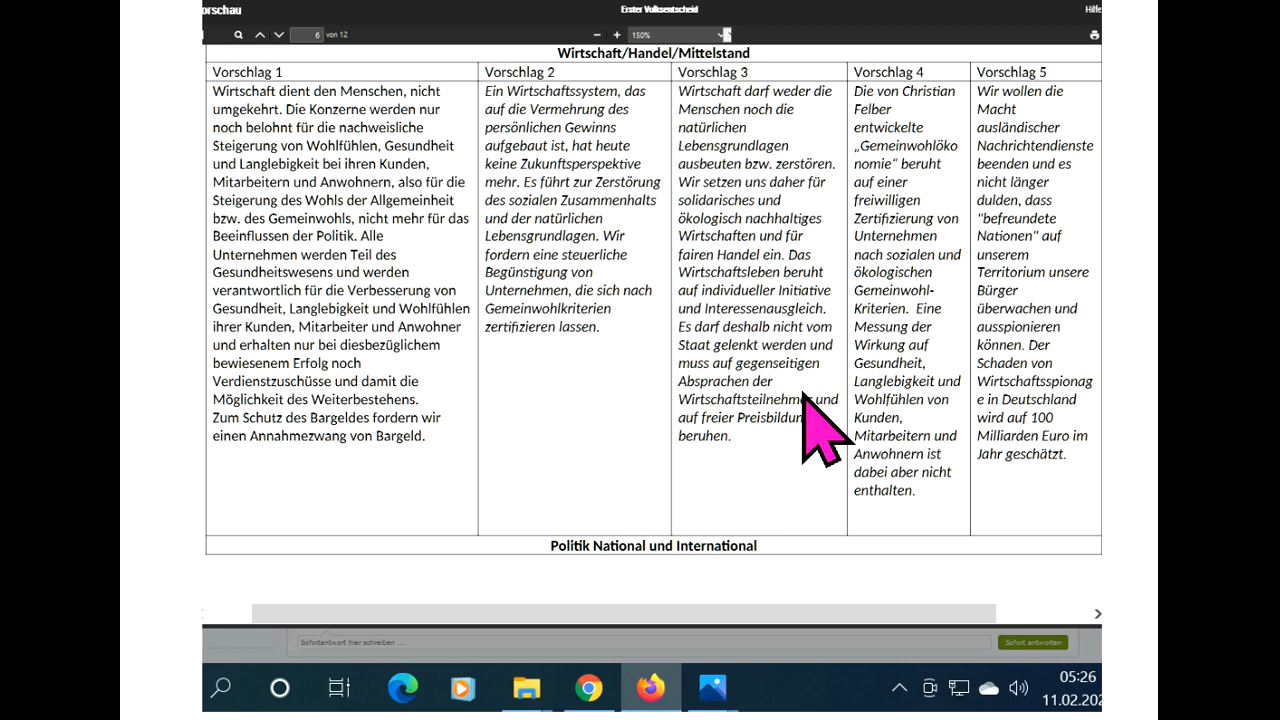 orschau
Erster Volksentscheid
Hilfe
6 von 12
150%
Wirtschaft/Handel/Mittelstand
Vorschlag 1
Wirtschaft dient den Menschen, nicht
umgekehrt. Die Konzerne werden nur
noch belohnt für die nachweisliche
Steigerung von Wohlfühlen, Gesundheit
und Langlebigkeit bei ihren Kunden,
Mitarbeitern und Anwohnern, also für die
Steigerung des Wohls der Allgemeinheit
bzw. des Gemeinwohls, nicht mehr für das
Beeinflussen der Politik. Alle
Unternehmen werden Teil des
Gesundheitswesens und werden
verantwortlich für die Verbesserung von
Gesundheit, Langlebigkeit und Wohlfühlen
ihrer Kunden, Mitarbeiter und Anwohner
und erhalten nur bei diesbezüglichem
bewiesenem Erfolg noch
Verdienstzuschüsse und damit die
Möglichkeit des Weiterbestehens.
Zum Schutz des Bargeldes fordern wir
einen Annahmezwang von Bargeld.
Vorschlag 2
Ein Wirtschaftssystem, das
auf die Vermehrung des
persönlichen Gewinns
aufgebaut ist, hat heute
keine Zukunftsperspektive
mehr. Es führt zur Zerstörung
des sozialen Zusammenhalts
und der natürlichen
Lebensgrundlagen. Wir
fordern eine steuerliche
Begünstigung von
Unternehmen, die sich nach
Gemeinwohlkriterien
zertifizieren lassen.
Vorschlag 3
Wirtschaft darf weder die
Menschen noch die
natürlichen
Lebensgrundlagen
ausbeuten bzw. zerstören.
Wir setzen uns daher für
solidarisches und
ökologisch nachhaltiges
Wirtschaften und für
fairen Handel ein. Das
Wirtschaftsleben beruht
auf individueller Initiative
und Interessenausgleich.
Es darf deshalb nicht vom
Staat gelenkt werden und
muss auf gegenseitigen
Absprachen der
Wirtschaftsteilnehmer und
auf freier Preisbildun
beruhen.
Vorschlag 4
Die von Christian
Felber
entwickelte
„Gemeinwohlöko
nomie“ beruht
auf einer
freiwilligen
Zertifizierung von
Unternehmen
nach sozialen und
ökologischen
Gemeinwohl-
Kriterien. Eine
Messung der
Wirkung auf
Gesundheit,
Langlebigkeit und
Wohlfühlen von
Kunden,
Mitarbeitern und
Anwohnern ist
dabei aber nicht
enthalten.
Vorschlag 5
Wir wollen die
Macht
ausländischer
Nachrichtendienste
beenden und es
nicht länger
dulden, dass
"befreundete
Nationen" auf
unserem
Territorium unsere
Bürger
überwachen und
ausspionieren
können. Der
Schaden von
Wirtschaftsspionag
e in Deutschland
wird auf 100
Milliarden Euro im
Jahr geschätzt.
Politik National und International
Sofortantwort hier schreiben ...
Sofort antworten
05:26
11.02.202